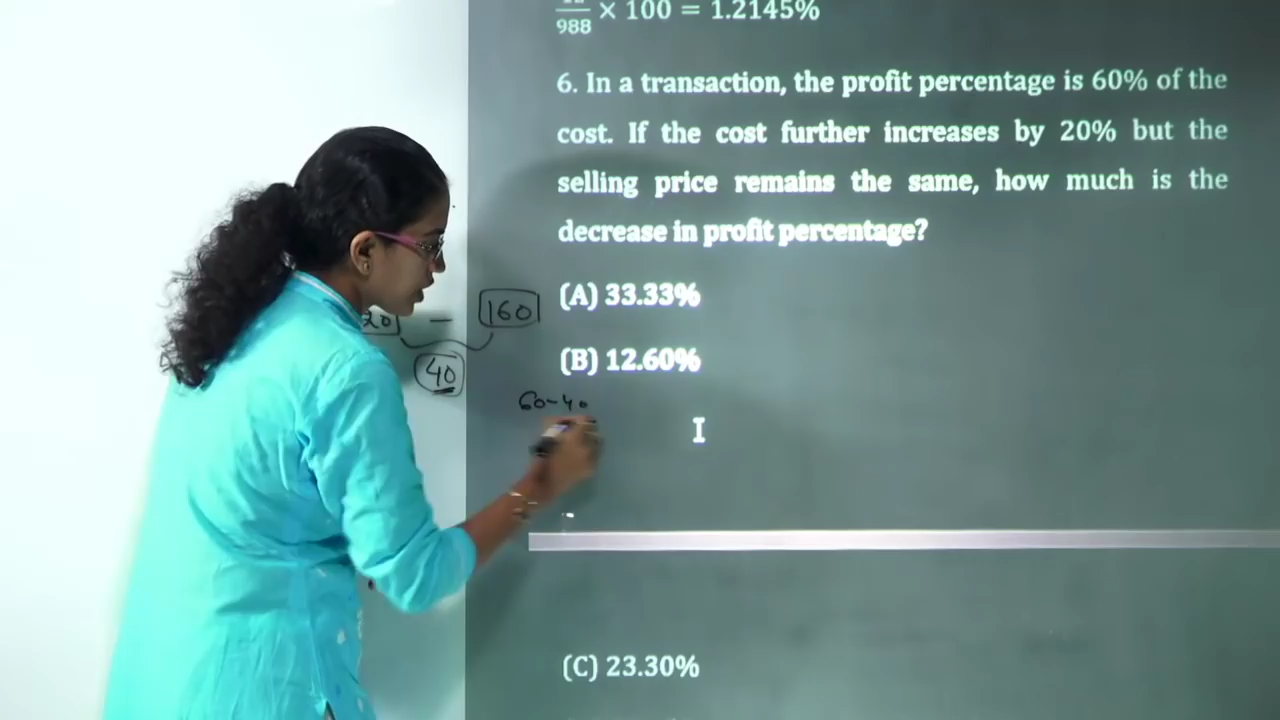 988 × 100 = 1.2145%
6. In a transaction, the profit percentage is 60% of the
cost. If the cost further increases by 20% but the
selling price remains the same, how much is the
decrease in profit percentage?
(A) 33.33%
20 – 160
(B) 12.60%
40
60-40
(C) 23.30%